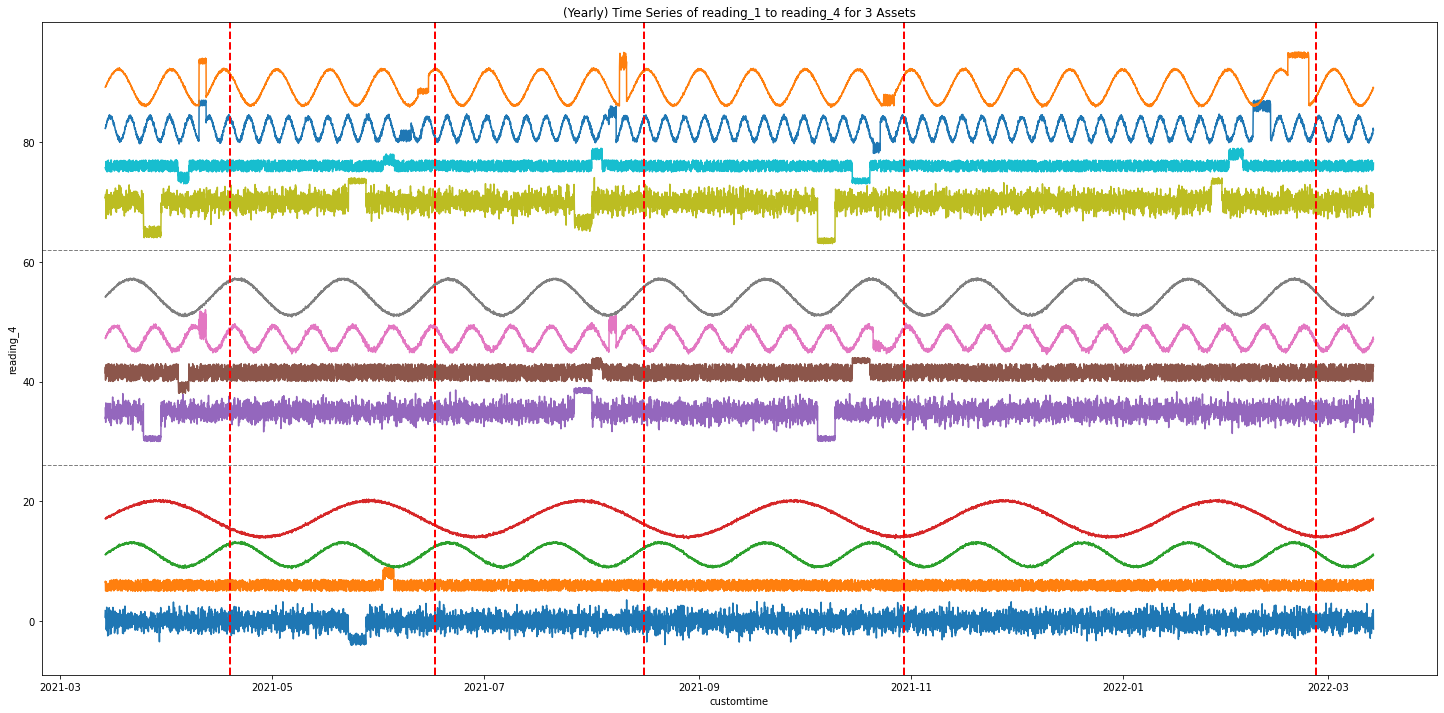 (Yearly) Time Series of reading_1 to reading_4 for 3 Assets
80
60
40
20
0
reading_4
2021-03 2021-05 2021-07 2021-09 2021-11 2022-01 2022-03
customtime